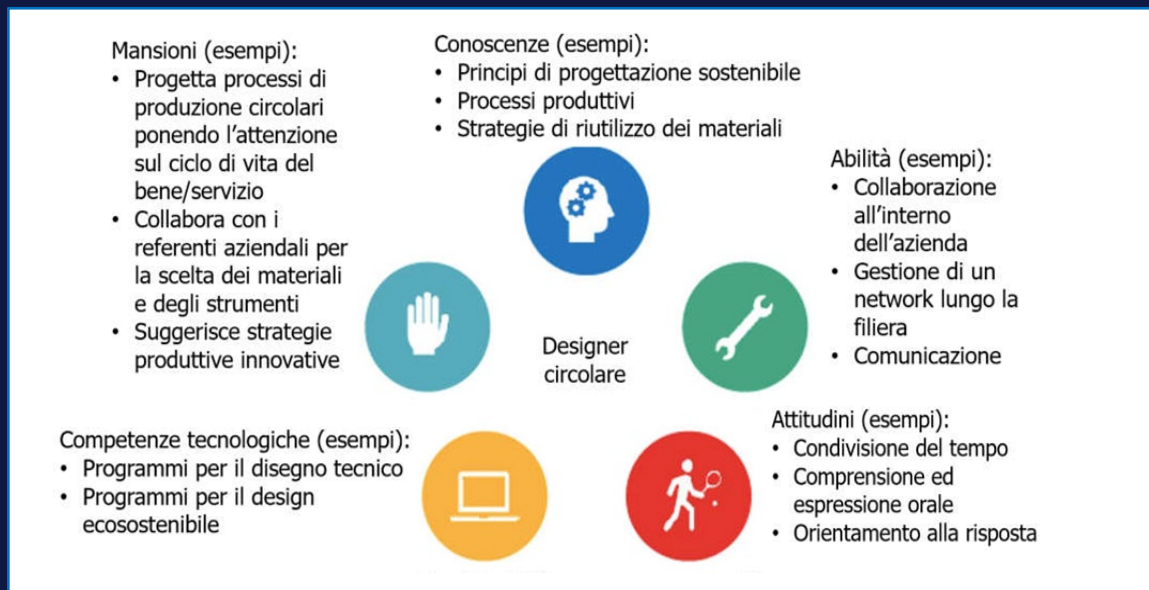 Mansioni (esempi):
• Progetta processi di
produzione circolari
ponendo l'attenzione
sul ciclo di vita del
bene/servizio
• Collabora con i
referenti aziendali per
la scelta dei materiali
e degli strumenti
• Suggerisce strategie
produttive innovative
Conoscenze (esempi):
• Principi di progettazione sostenibile
• Processi produttivi
• Strategie di riutilizzo dei materiali
Abilità (esempi):
• Collaborazione
all'interno
dell'azienda
• Gestione di un
network lungo la
filiera
• Comunicazione
Designer
circolare
Competenze tecnologiche (esempi):
• Programmi per il disegno tecnico
• Programmi per il design
ecosostenibile
Attitudini (esempi):
• Condivisione del tempo
• Comprensione ed
espressione orale
• Orientamento alla risposta